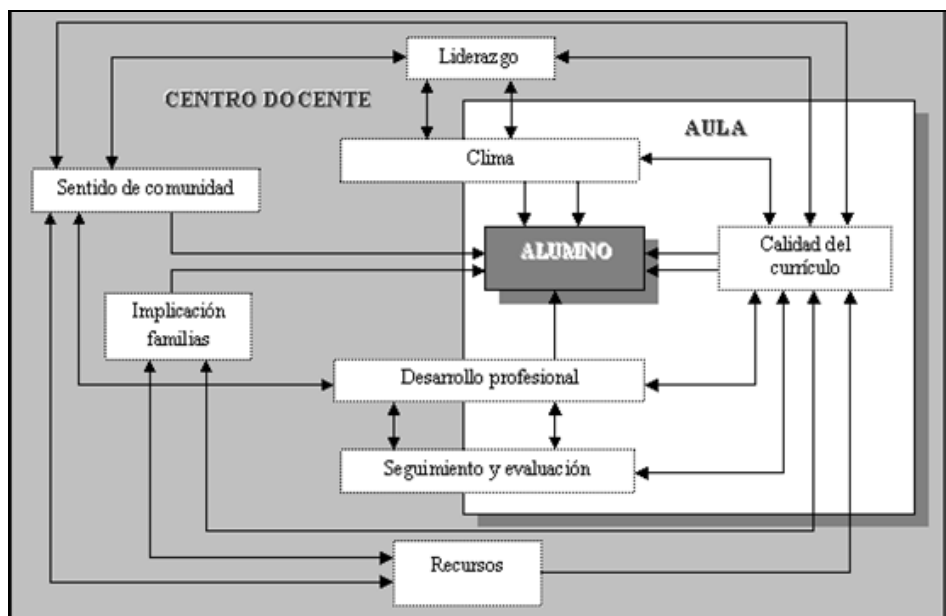 Liderazgo
CENTRO DOCENTE
AULA
Clima
Sentido de comunidad
ALUMNO
Calidad del
currículo
Implicación
familias
Desarrollo profesional
Seguimiento y evaluación
Recursos